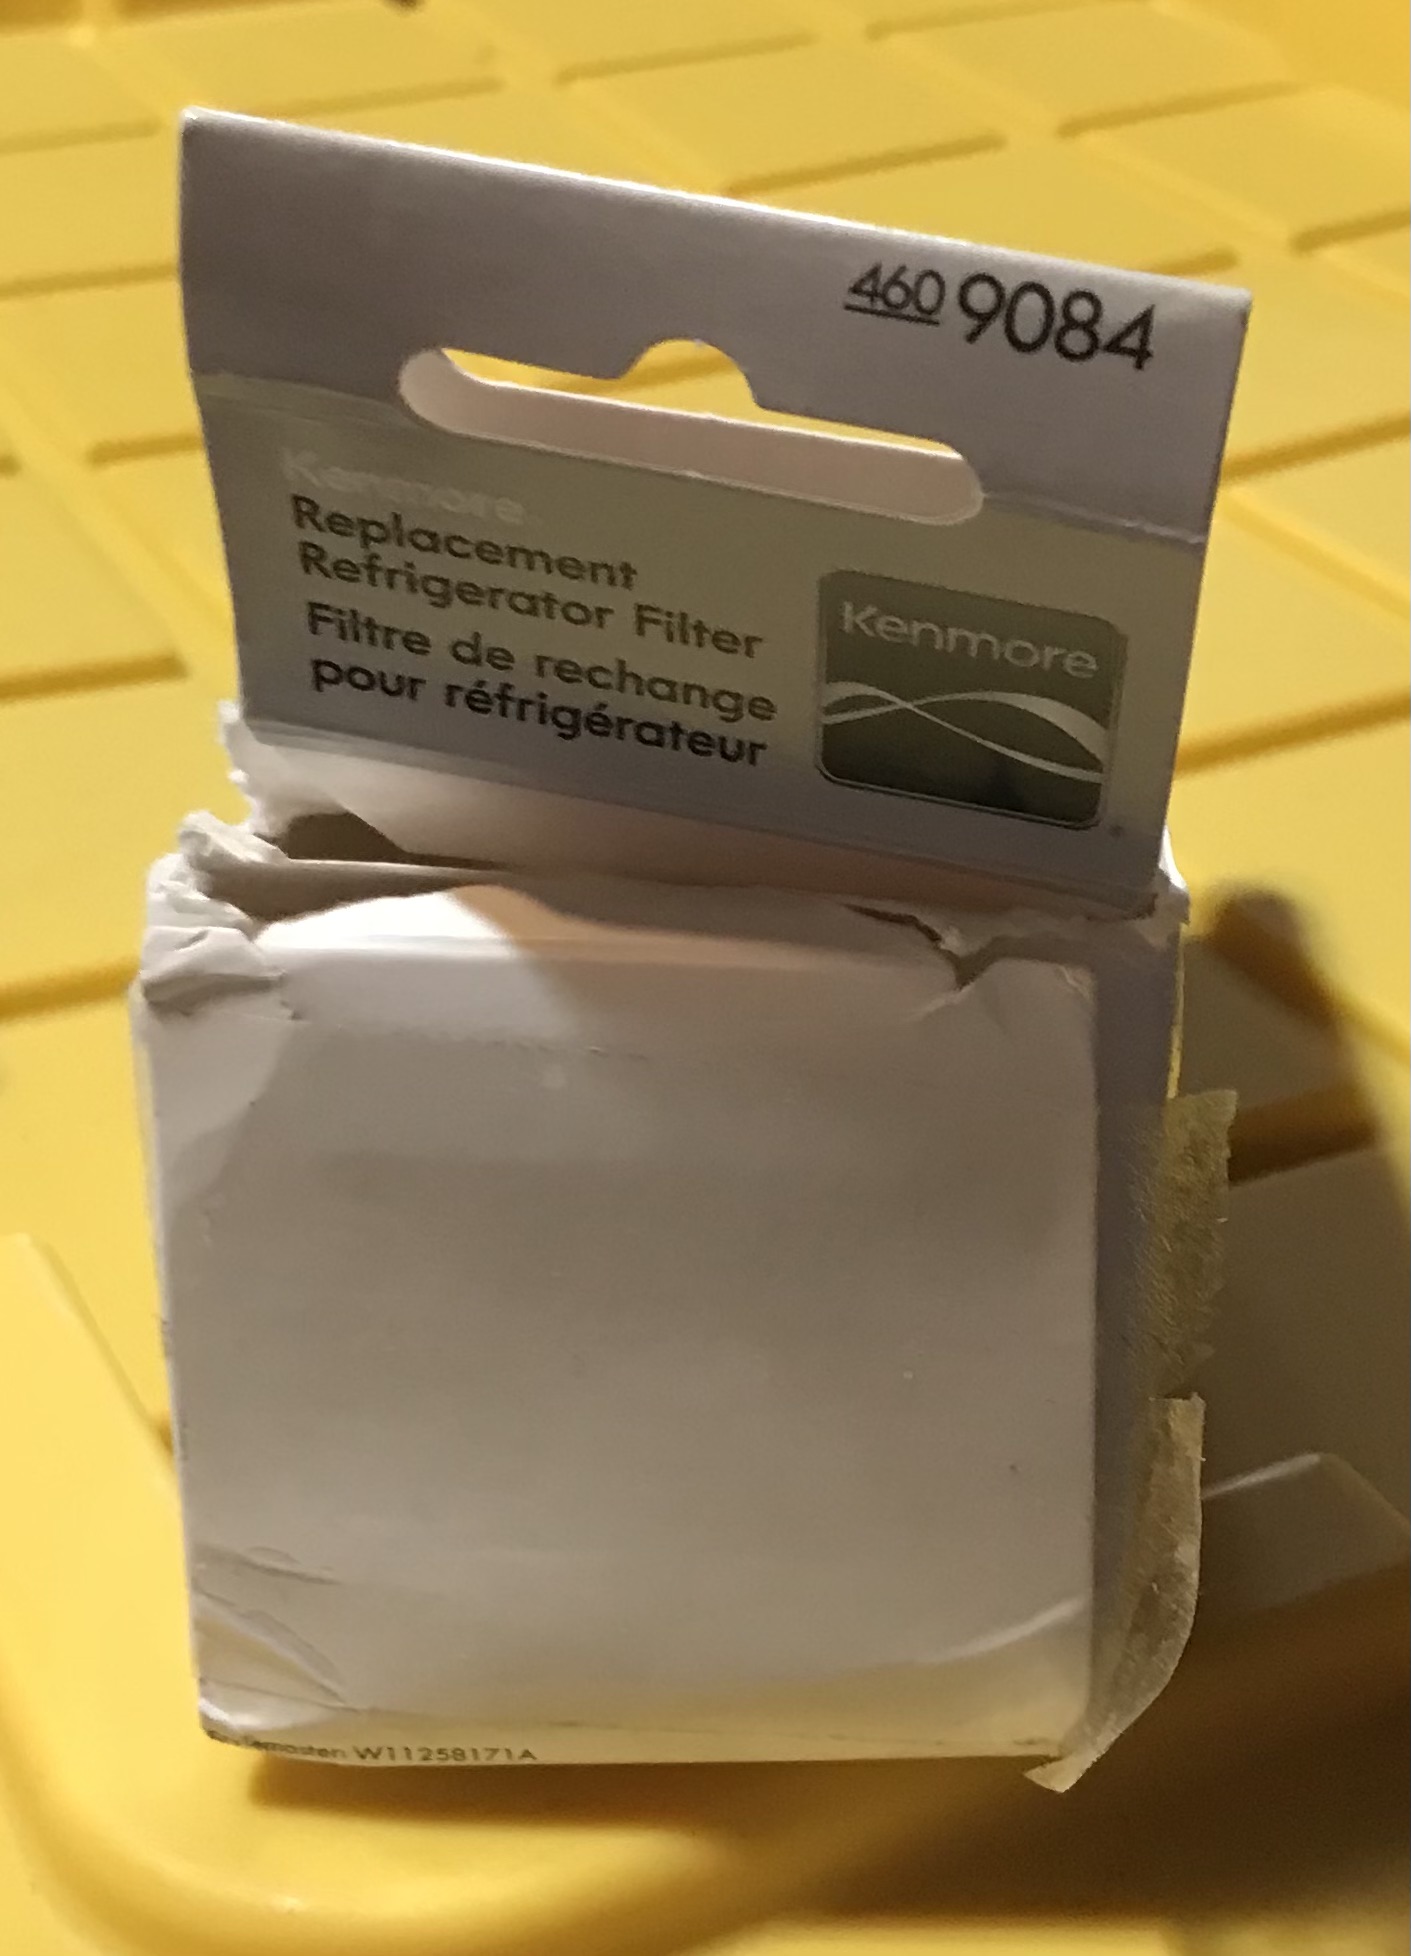 460 9084
Kenmore
Replacement
Refrigerator Filter
Filtre de rechange
pour réfrigérateur
Kenmore
W11258171A